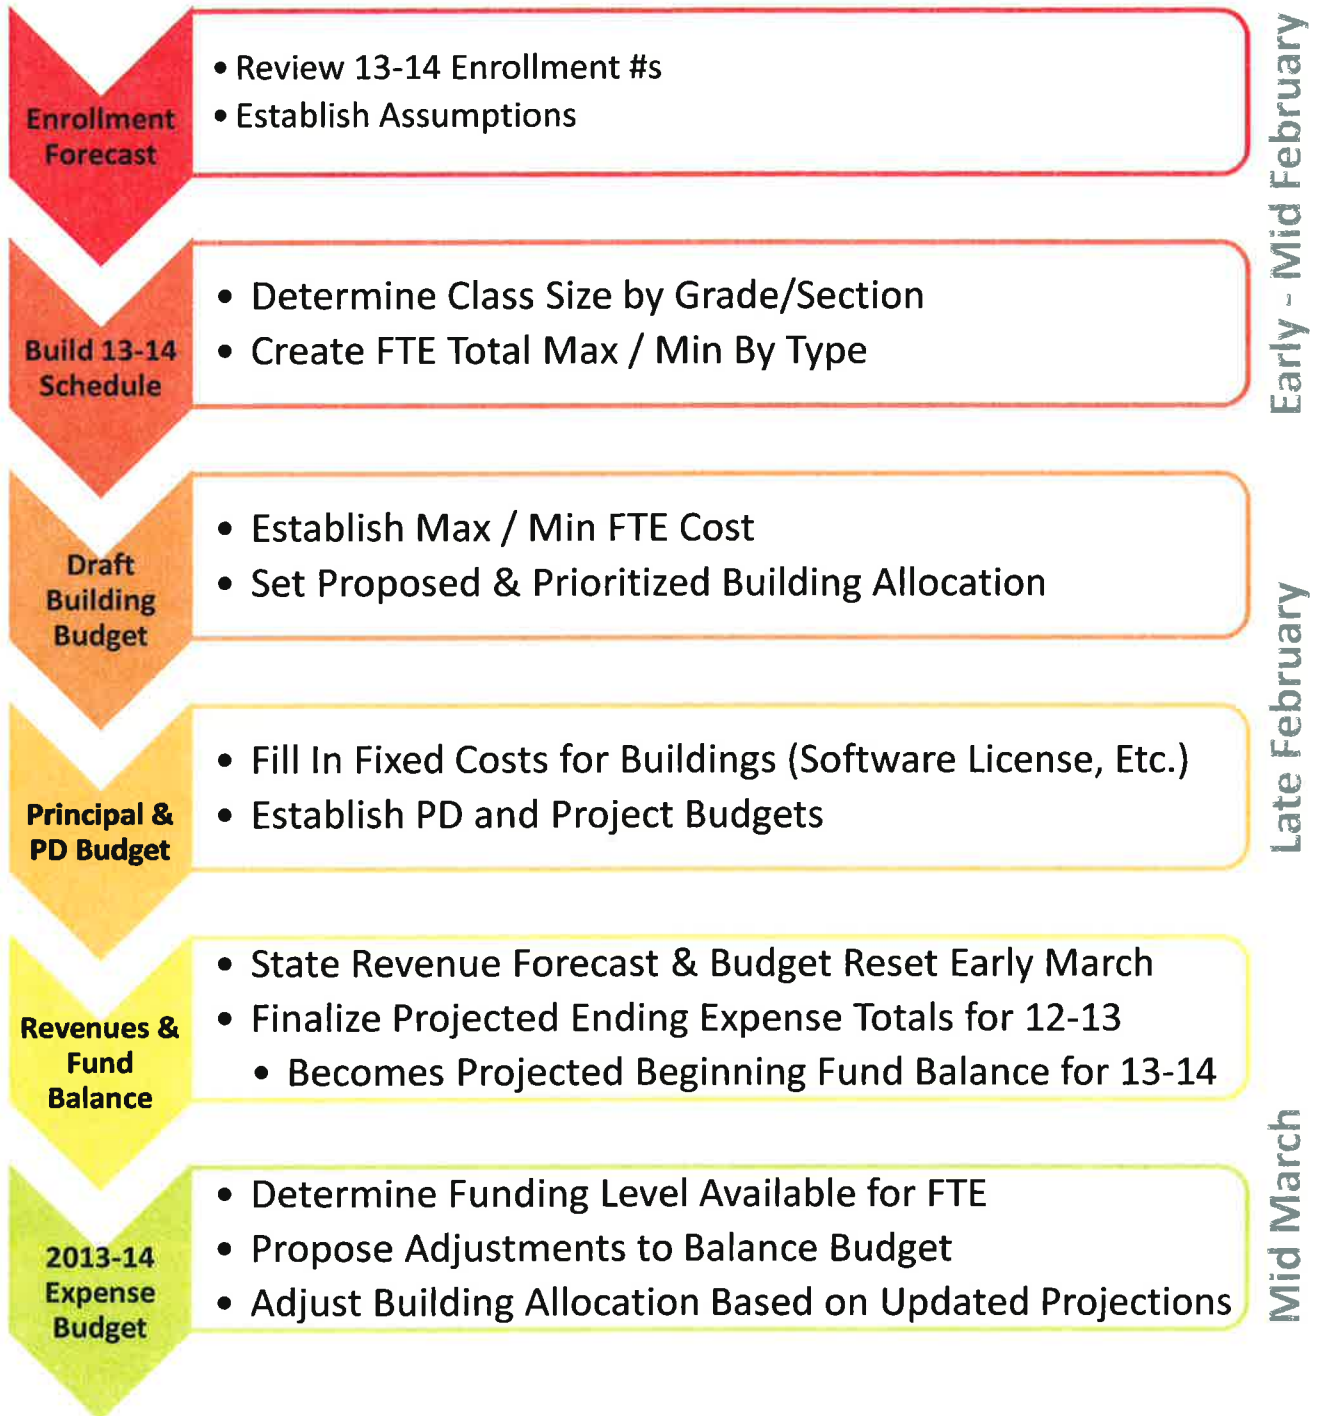 Enrollment
Forecast
• Review 13-14 Enrollment #s
• Establish Assumptions
Build 13-14
Schedule
• Determine Class Size by Grade/Section
• Create FTE Total Max / Min By Type
Early - Mid February
Draft
Building
Budget
• Establish Max / Min FTE Cost
• Set Proposed & Prioritized Building Allocation
Principal &
PD Budget
• Fill In Fixed Costs for Buildings (Software License, Etc.)
• Establish PD and Project Budgets
Late February
Revenues &
Fund
Balance
• State Revenue Forecast & Budget Reset Early March
• Finalize Projected Ending Expense Totals for 12-13
• Becomes Projected Beginning Fund Balance for 13-14
2013-14
Expense
Budget
• Determine Funding Level Available for FTE
• Propose Adjustments to Balance Budget
• Adjust Building Allocation Based on Updated Projections
Mid March